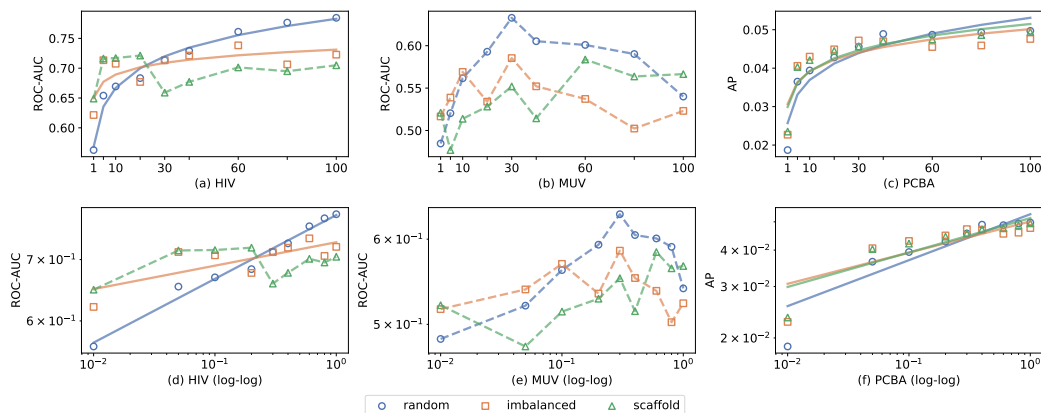 ROC-AUC
0.75
0.70
0.65
0.60
1 10 30 60 100
(a) HIV
ROC-AUC
0.60
0.55
0.50
1 10 30 60 100
(b) MUV
AP
0.05
0.04
0.03
0.02
1 10 30 60 100
(c) PCBA
ROC-AUC
7 × 10⁻¹
6 × 10⁻¹
10⁻² 10⁻¹ 10⁰
(d) HIV (log-log)
ROC-AUC
6 × 10⁻¹
5 × 10⁻¹
10⁻² 10⁻¹ 10⁰
(e) MUV (log-log)
AP
4 × 10⁻²
3 × 10⁻²
2 × 10⁻²
10⁻² 10⁻¹ 10⁰
(f) PCBA (log-log)
random imbalanced scaffold